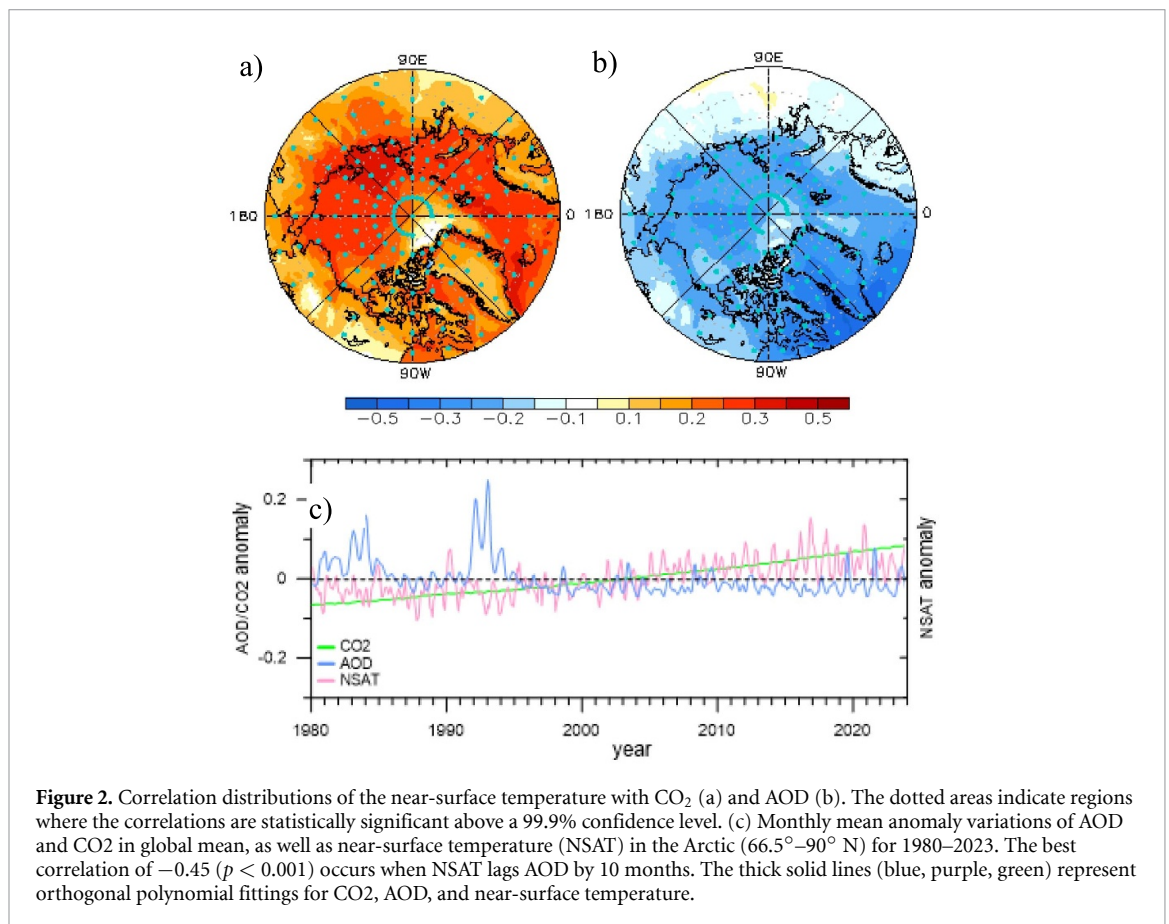 a)
90E
b)
90E
180
0
180
0
90W
90W
−0.5 −0.3 −0.2 −0.1 0.1 0.2 0.3 0.5
c)
0.2
0
-0.2
AOD/CO2 anomaly
NSAT anomaly
CO2
AOD
NSAT
1980 1990 2000 2010 2020
year
Figure 2. Correlation distributions of the near-surface temperature with CO₂ (a) and AOD (b). The dotted areas indicate regions
where the correlations are statistically significant above a 99.9% confidence level. (c) Monthly mean anomaly variations of AOD
and CO2 in global mean, as well as near-surface temperature (NSAT) in the Arctic (66.5°–90° N) for 1980–2023. The best
correlation of −0.45 (p < 0.001) occurs when NSAT lags AOD by 10 months. The thick solid lines (blue, purple, green) represent
orthogonal polynomial fittings for CO2, AOD, and near-surface temperature.